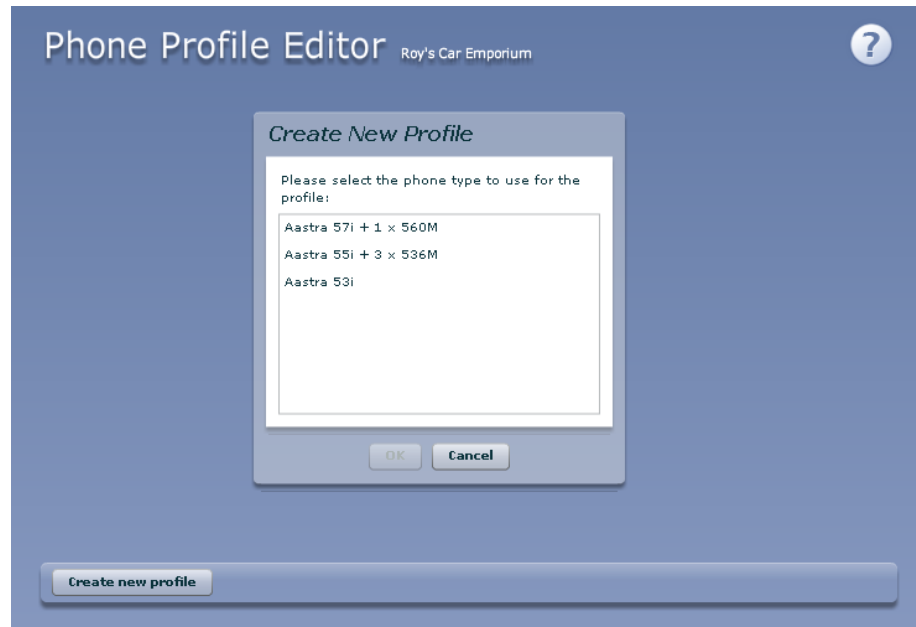 Phone Profile Editor Roy's Car Emporium ?
Create New Profile
Please select the phone type to use for the
profile:
Aastra 57i + 1 x 560M
Aastra 55i + 3 x 536M
Aastra 53i
OK Cancel
Create new profile